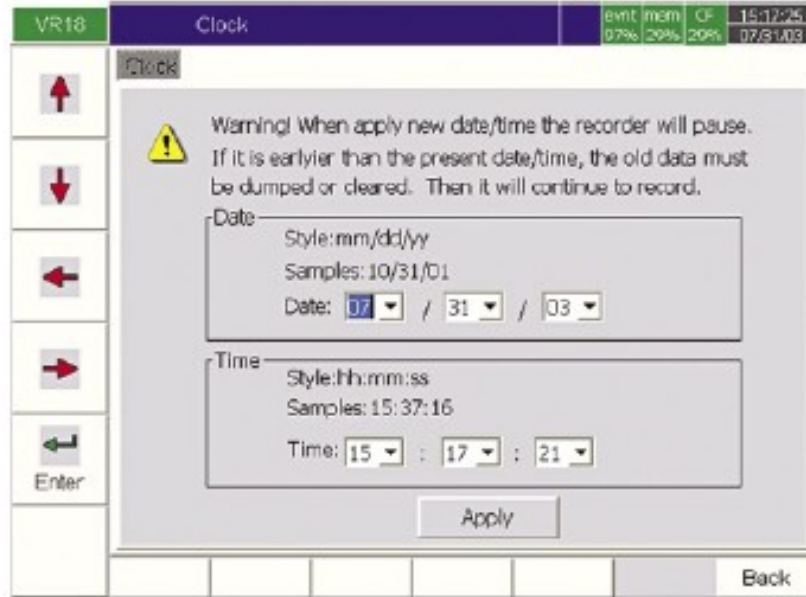 VR18 Clock evnt mem CF 15:17:25
97% 29% 29% 07/31/03
Clock
Warning! When apply new date/time the recorder will pause.
If it is earlyier than the present date/time, the old data must
be dumped or cleared. Then it will continue to record.
Date
Style:mm/dd/yy
Samples:10/31/01
Date: 07 / 31 / 03
Time
Style:hh:mm:ss
Samples:15:37:16
Time: 15 : 17 : 21
Enter
Apply
Back